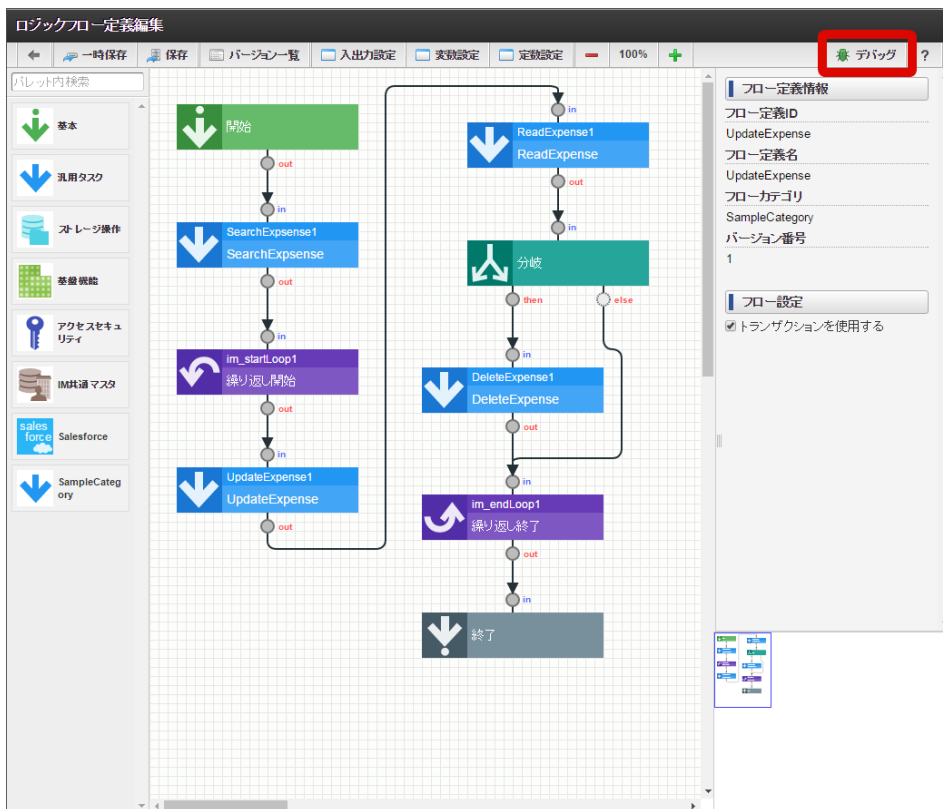 ロジックフロー定義編集
一時保存 保存 バージョン一覧 入出力設定 変数設定 定数設定 100% デバッグ ?
パレット内検索
基本
汎用タスク
ストレージ操作
基盤機能
アクセスセキュ
リティ
IM共通マスタ
sales
force
Salesforce
SampleCateg
ory
開始
out
in
SearchExpsense1
SearchExpsense
out
in
im_startLoop1
繰り返し開始
out
in
UpdateExpense1
UpdateExpense
out
in
ReadExpense1
ReadExpense
out
in
分岐
then else
in
DeleteExpense1
DeleteExpense
out
in
im_endLoop1
繰り返し終了
out
in
終了
フロー定義情報
フロー定義ID
UpdateExpense
フロー定義名
UpdateExpense
フローカテゴリ
SampleCategory
バージョン番号
1
フロー設定
トランザクションを使用する